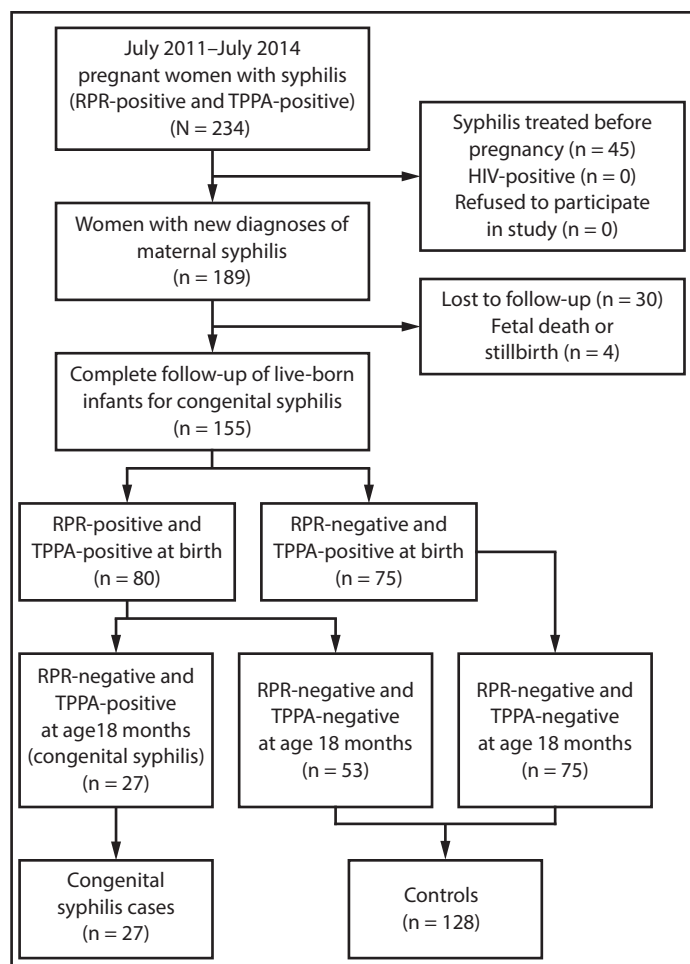 July 2011–July 2014
pregnant women with syphilis
(RPR-positive and TPPA-positive)
(N = 234)
Syphilis treated before
pregnancy (n = 45)
HIV-positive (n = 0)
Refused to participate
in study (n = 0)
Women with new diagnoses of
maternal syphilis
(n = 189)
Lost to follow-up (n = 30)
Fetal death or
stillbirth (n = 4)
Complete follow-up of live-born
infants for congenital syphilis
(n = 155)
RPR-positive and
TPPA-positive at birth
(n = 80)
RPR-negative and
TPPA-positive at birth
(n = 75)
RPR-negative and
TPPA-positive
at age18 months
(congenital syphilis)
(n = 27)
RPR-negative and
TPPA-negative
at age 18 months
(n = 53)
RPR-negative and
TPPA-negative
at age 18 months
(n = 75)
Congenital
syphilis cases
(n = 27)
Controls
(n = 128)